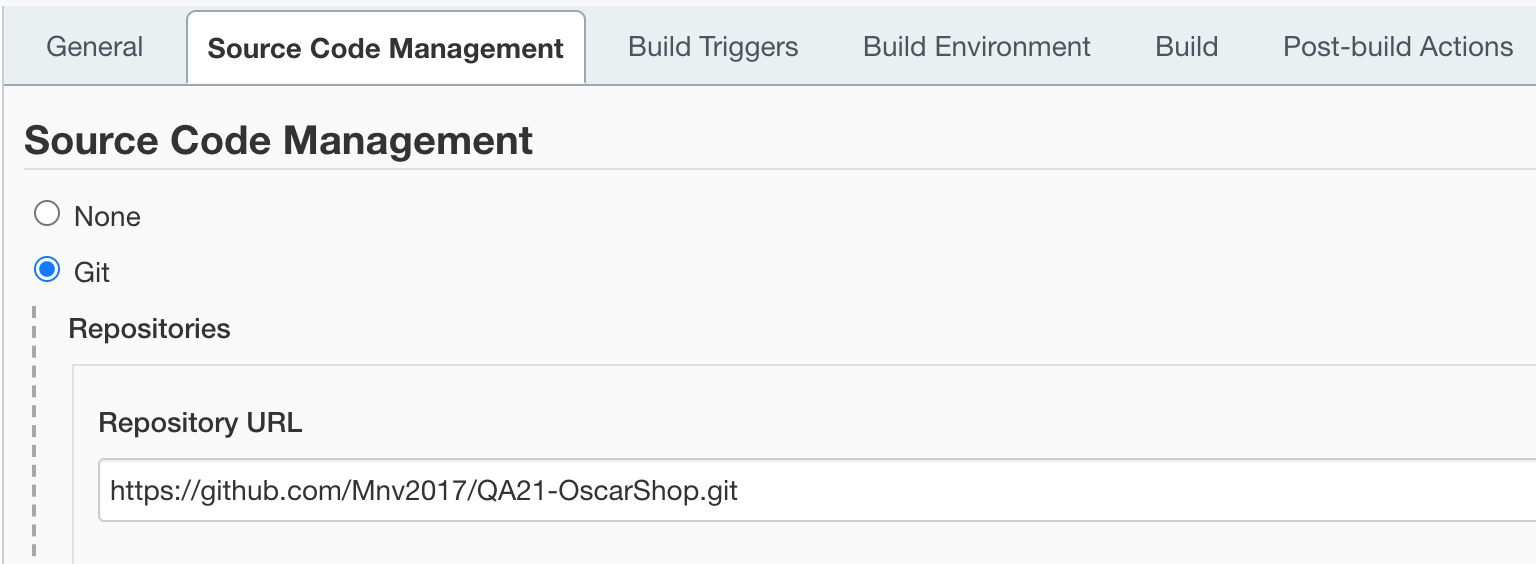 General Source Code Management Build Triggers Build Environment Build Post-build Actions
Source Code Management
None
Git
Repositories
Repository URL
https://github.com/Mnv2017/QA21-OscarShop.git